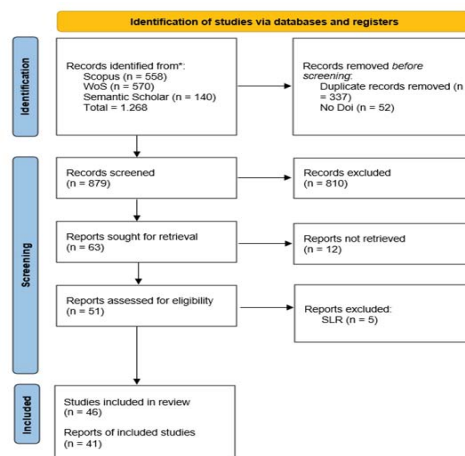 Identification of studies via databases and registers
Identification
Records identified from*:
Scopus (n = 558)
WoS (n = 570)
Semantic Scholar (n = 140)
Total = 1.268
Records removed before
screening:
Duplicate records removed (n
= 337)
No Doi (n = 52)
Screening
Records screened
(n = 879)
Records excluded
(n = 810)
Reports sought for retrieval
(n = 63)
Reports not retrieved
(n = 12)
Reports assessed for eligibility
(n = 51)
Reports excluded:
SLR (n = 5)
Included
Studies included in review
(n = 46)
Reports of included studies
(n = 41)